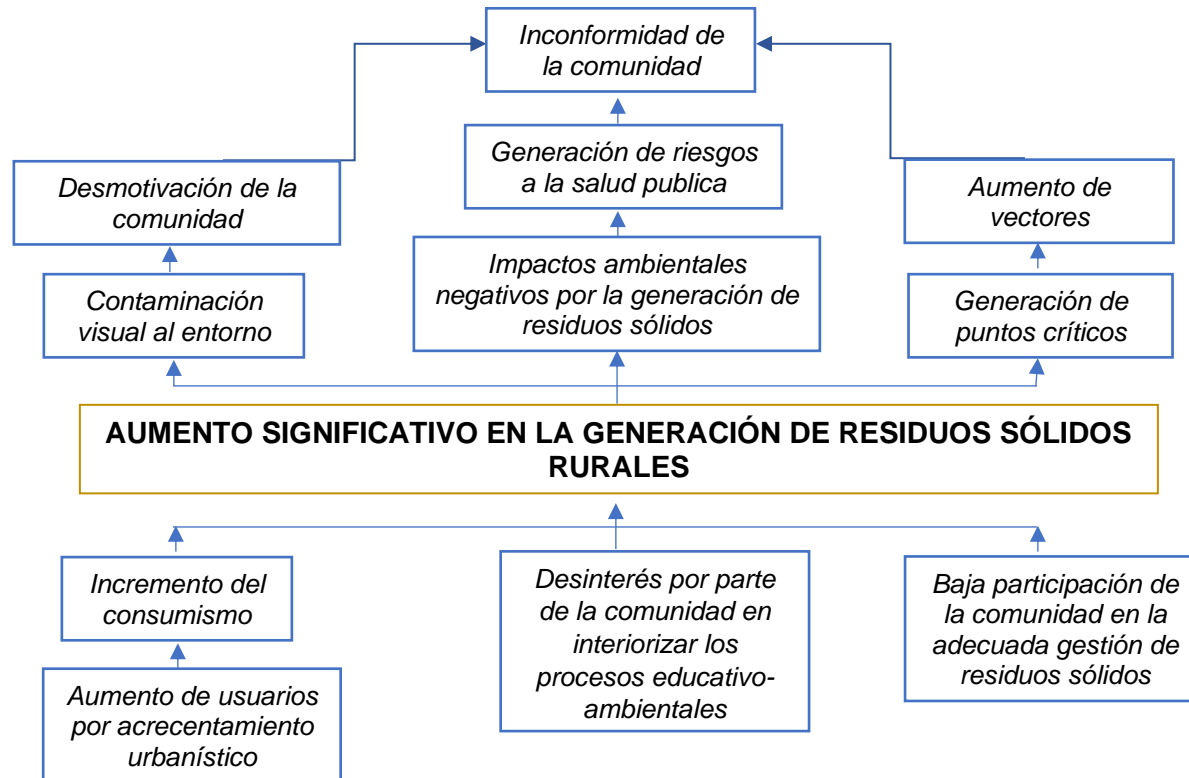 Inconformidad de
la comunidad
Generación de riesgos
a la salud publica
Desmotivación de la
comunidad
Aumento de
vectores
Impactos ambientales
negativos por la generación de
residuos sólidos
Contaminación
visual al entorno
Generación de
puntos críticos
AUMENTO SIGNIFICATIVO EN LA GENERACIÓN DE RESIDUOS SÓLIDOS
RURALES
Incremento del
consumismo
Desinterés por parte
de la comunidad en
interiorizar los
procesos educativo-
ambientales
Baja participación de
la comunidad en la
adecuada gestión de
residuos sólidos
Aumento de usuarios
por acrecentamiento
urbanístico